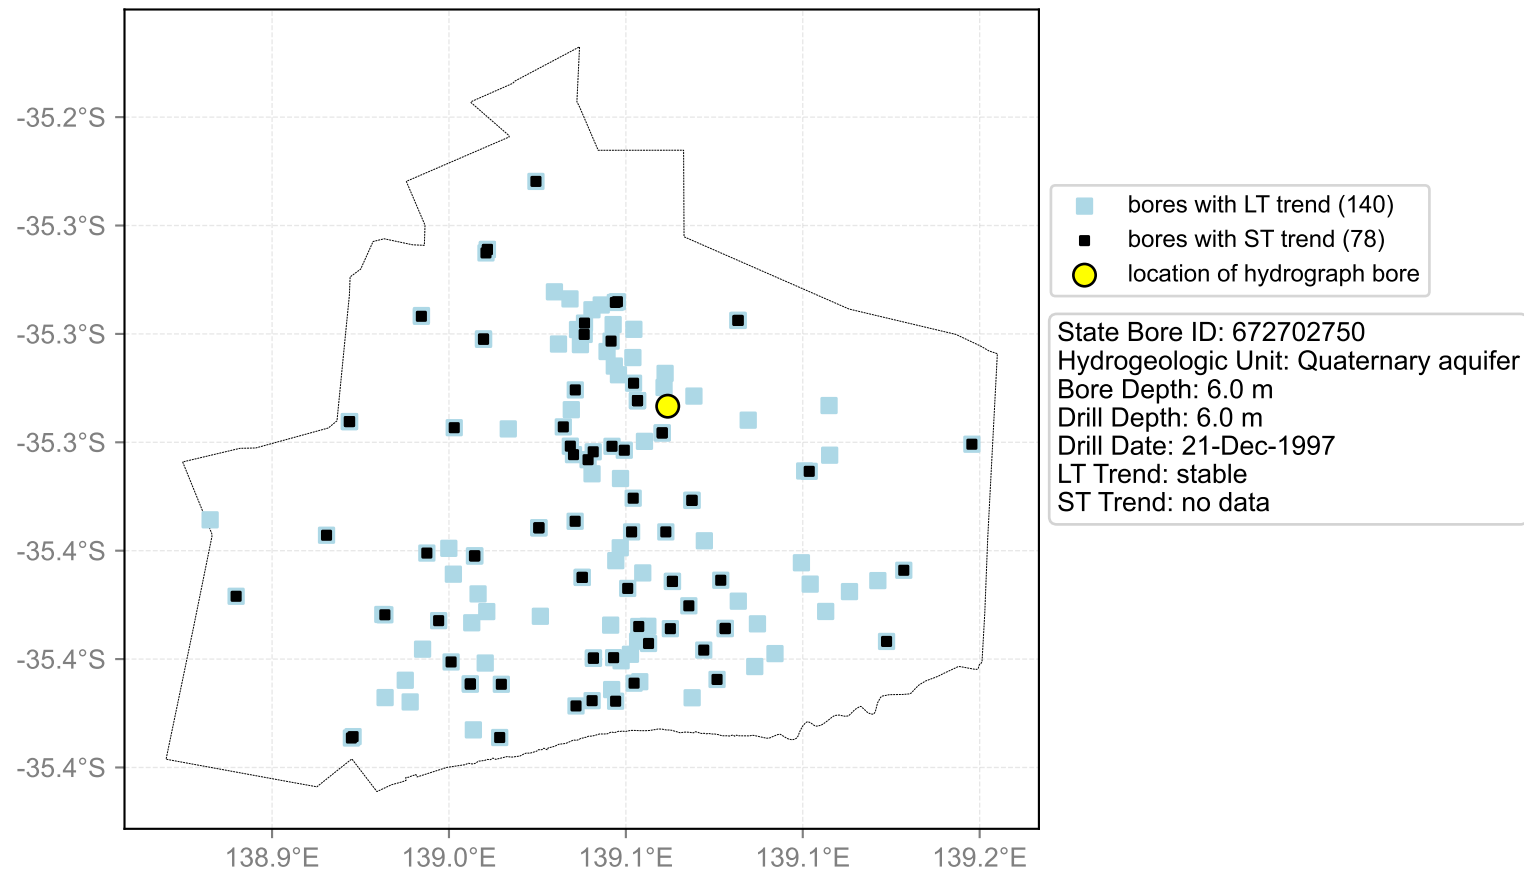 -35.2°S
-35.3°S
-35.3°S
-35.3°S
-35.4°S
-35.4°S
-35.4°S
138.9°E
139.0°E
139.1°E
139.1°E
139.2°E
bores with LT trend (140)
bores with ST trend (78)
location of hydrograph bore
State Bore ID: 672702750
Hydrogeologic Unit: Quaternary aquifer
Bore Depth: 6.0 m
Drill Depth: 6.0 m
Drill Date: 21-Dec-1997
LT Trend: stable
ST Trend: no data